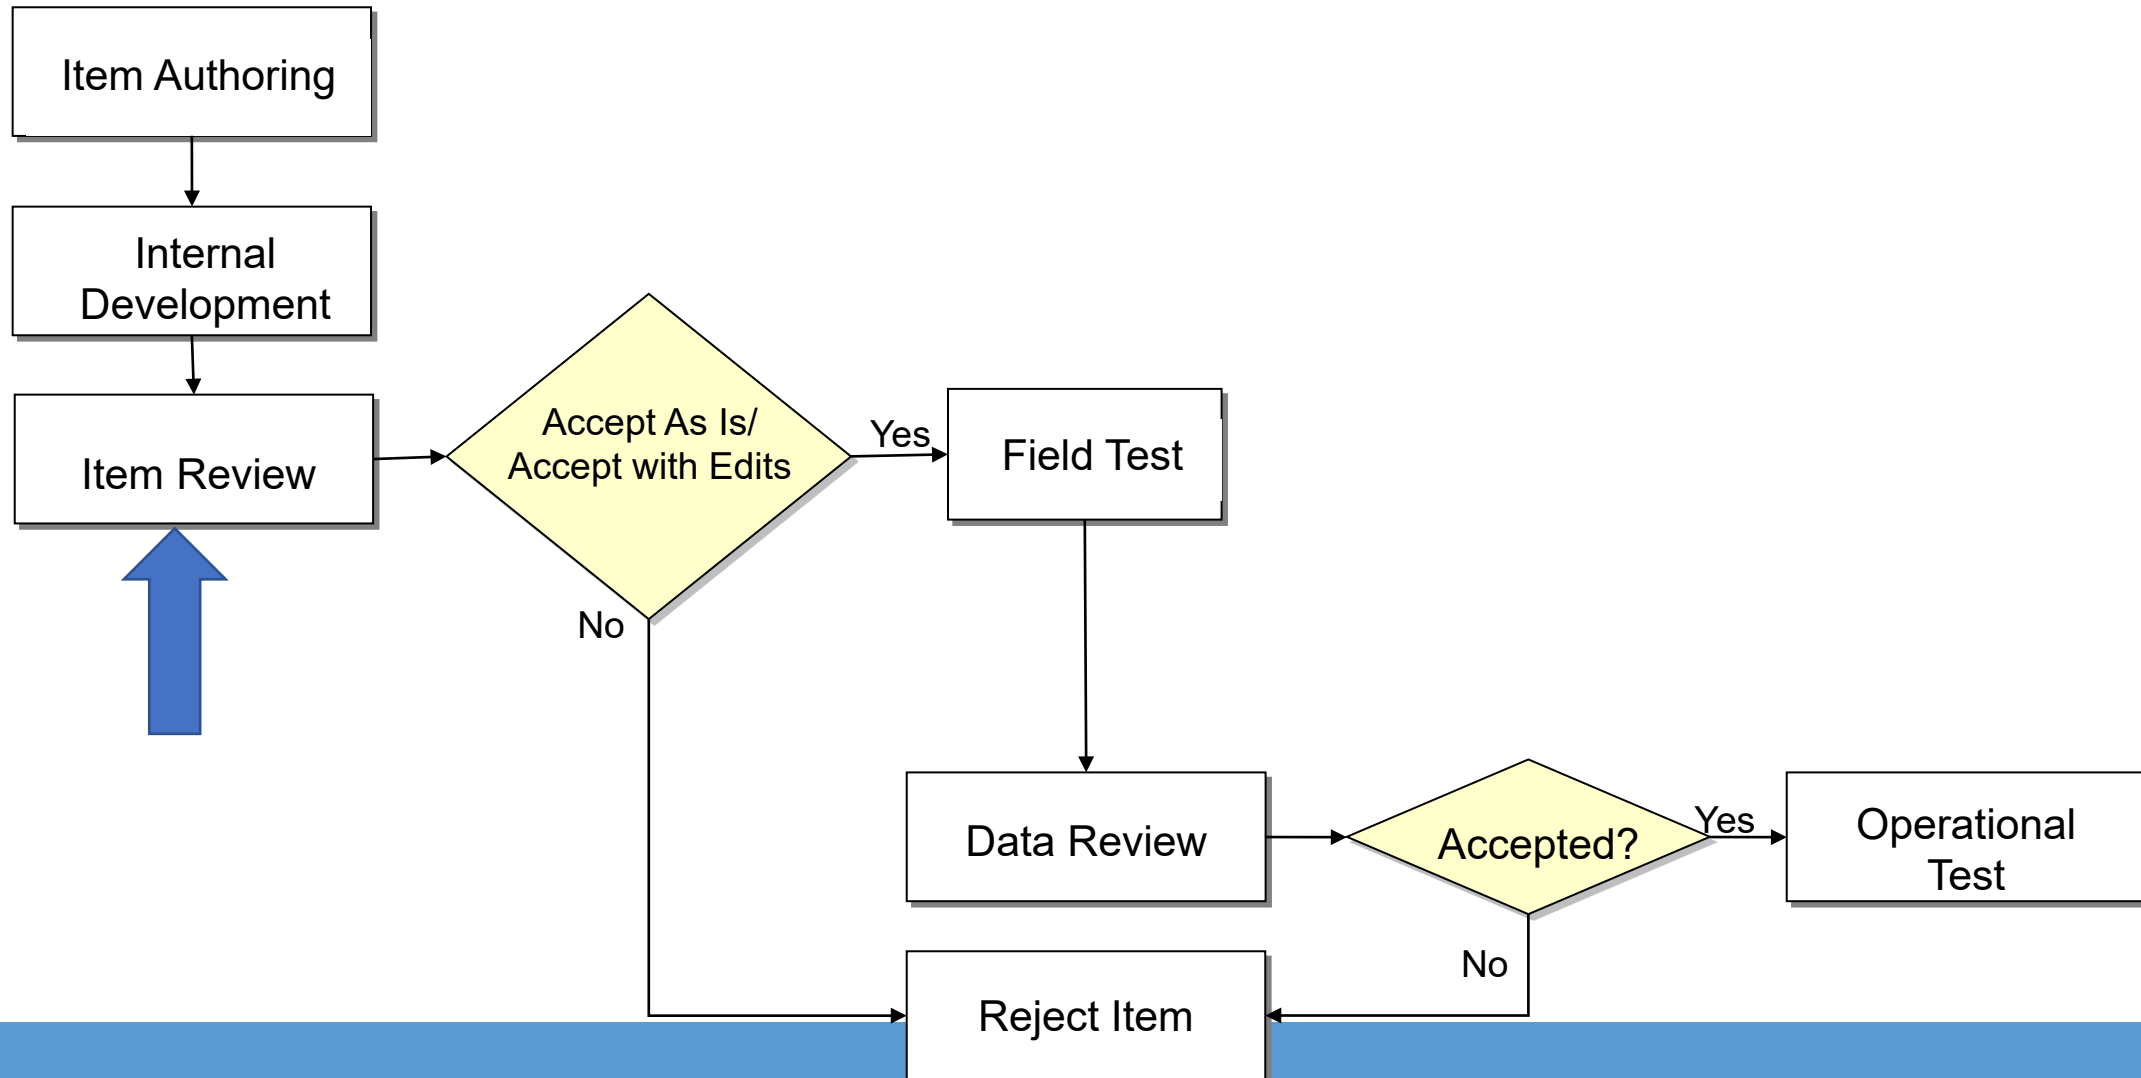 Item Authoring
Internal
Development
Item Review
Accept As Is/
Accept with Edits
Yes
Field Test
No
Data Review
Accepted?
Yes
Operational
Test
No
Reject Item